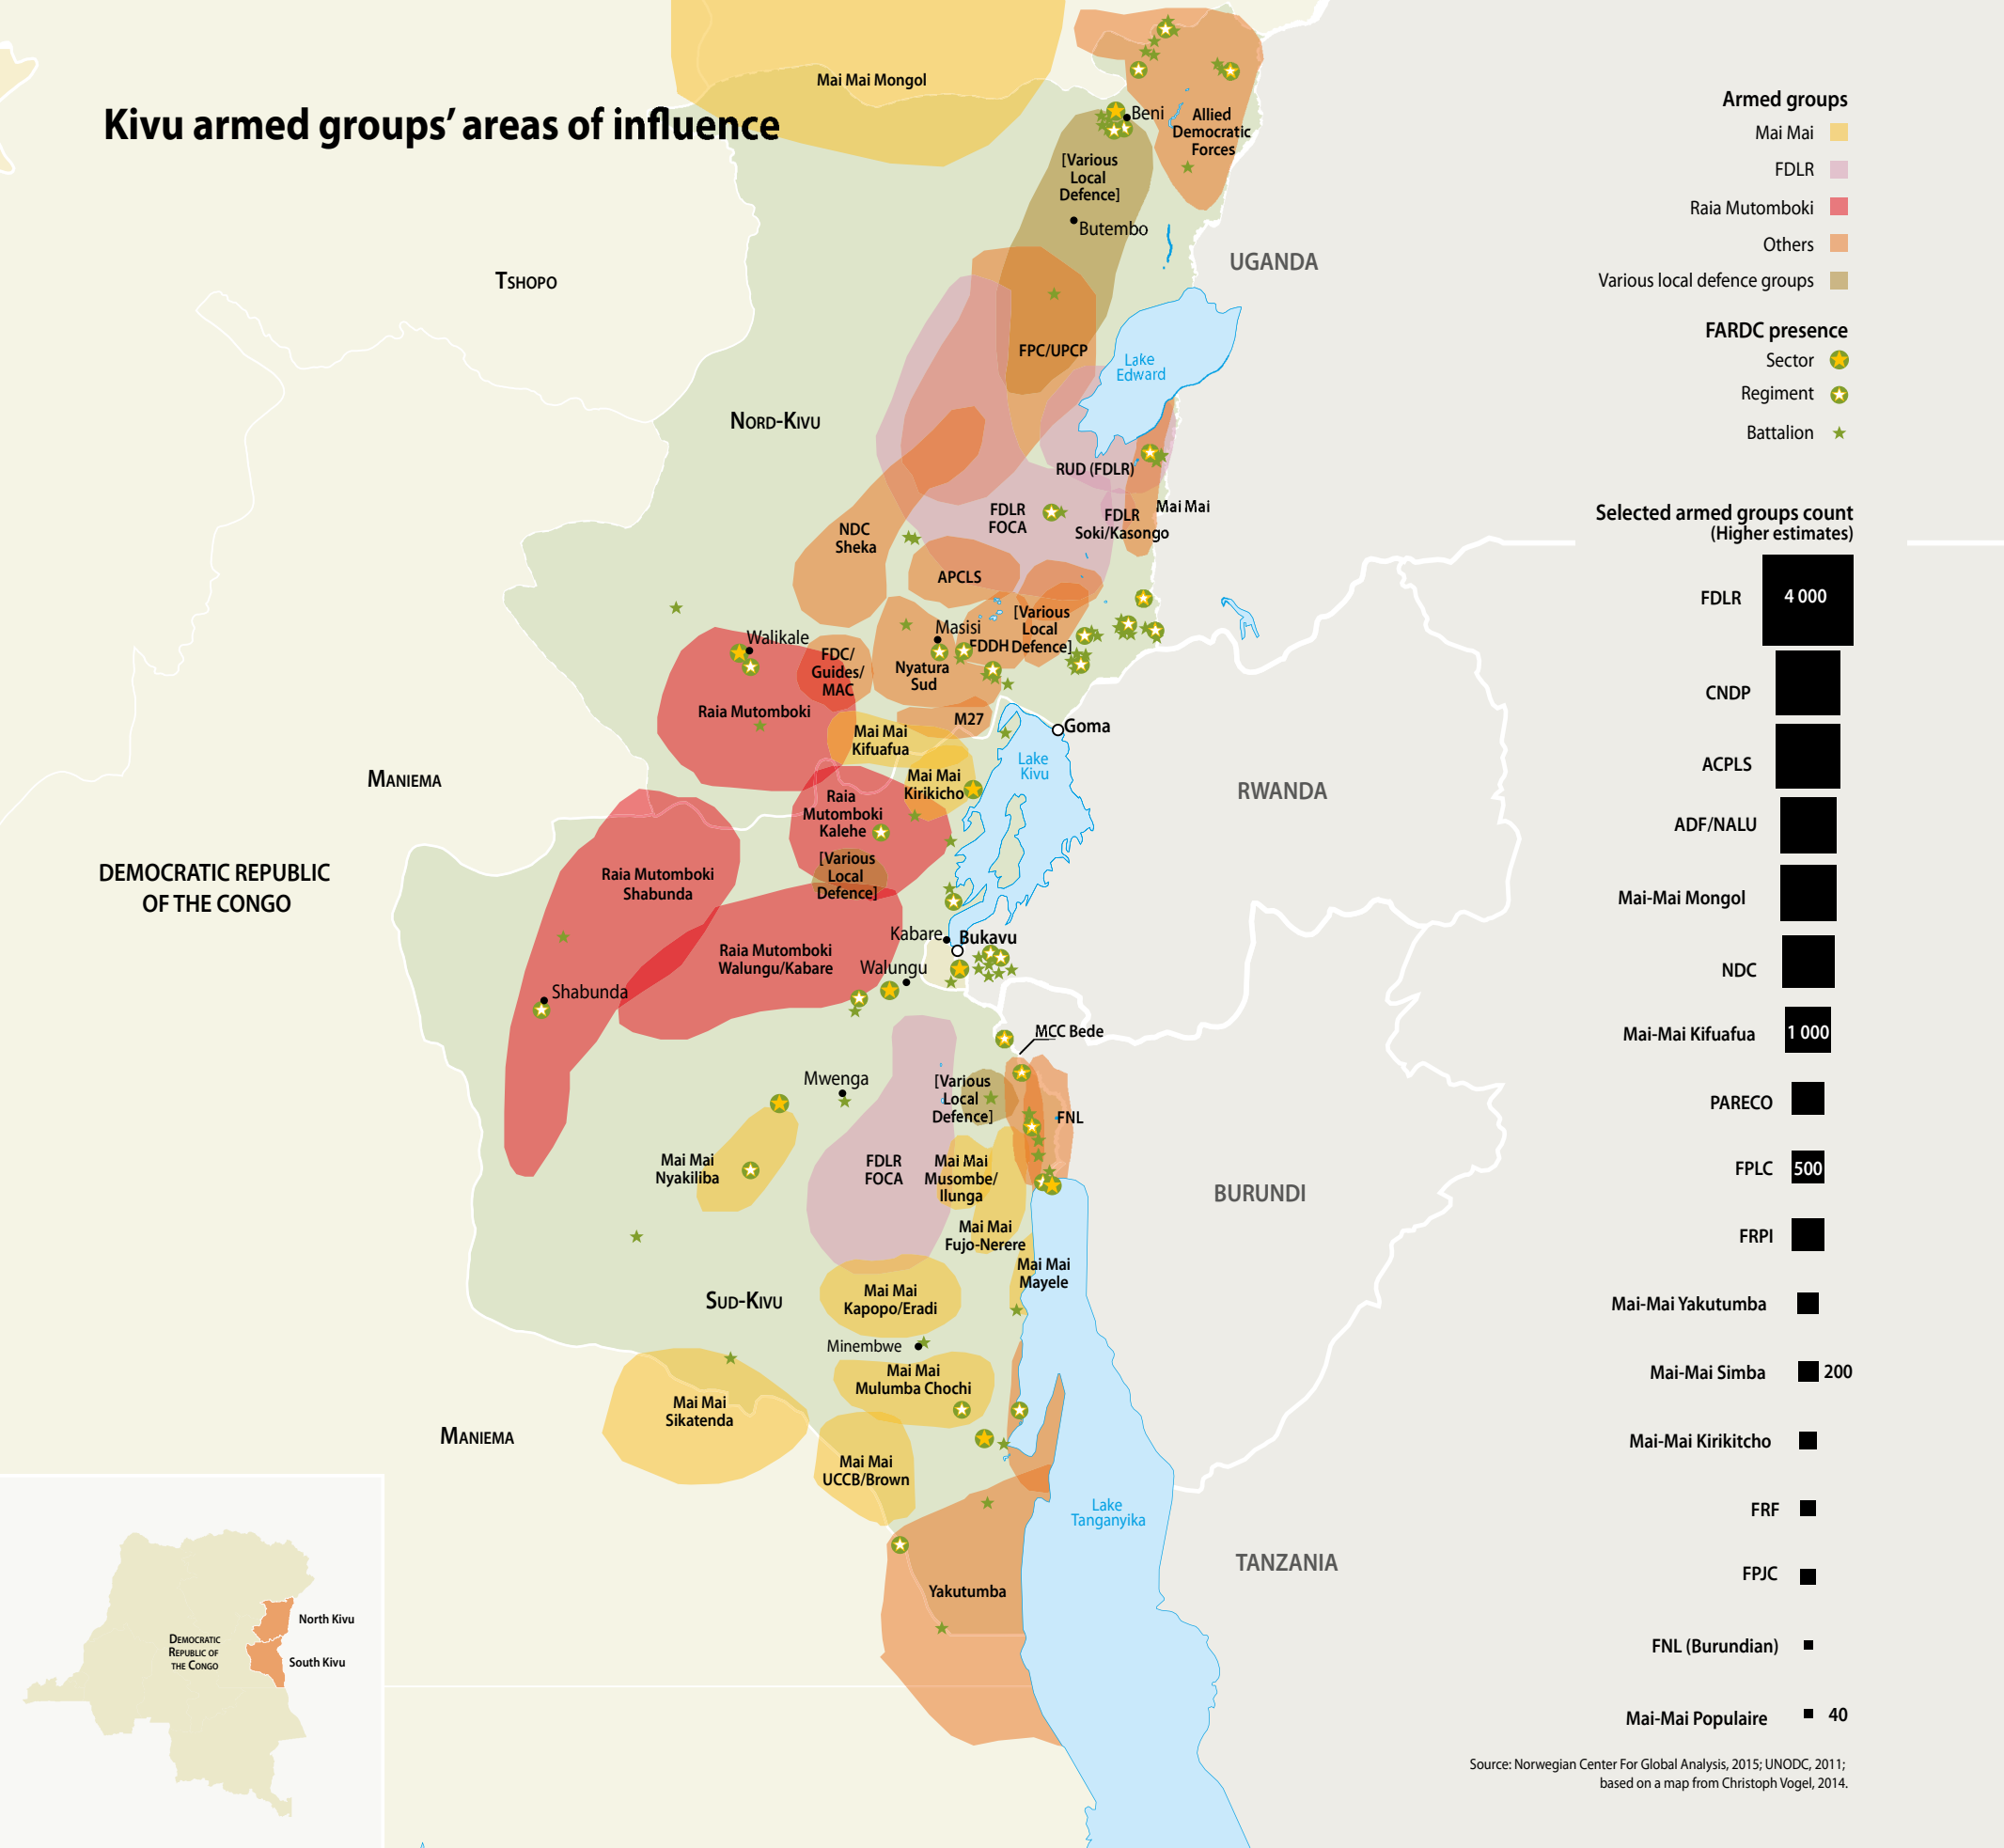 Kivu armed groups' areas of influence
Mai Mai Mongol
Beni
Allied
Democratic
Forces
[Various
Local
Defence]
Butembo
UGANDA
TSHOPO
FPC/UPCP
Lake
Edward
NORD-KIVU
RUD (FDLR)
FDLR
FOCA
FDLR
Soki/Kasongo
Mai Mai
NDC
Sheka
APCLS
[Various
Local
Defence]
Masisi
FDDH
Walikale
FDC/
Guides/
MAC
Nyatura
Sud
Raia Mutomboki
M27
Goma
Mai Mai
Kifuafua
Lake
Kivu
MANIEMA
Mai Mai
Kirikicho
RWANDA
Raia
Mutomboki
Kalehe
[Various
Local
Defence]
DEMOCRATIC REPUBLIC
OF THE CONGO
Raia Mutomboki
Shabunda
Kabare
Bukavu
Raia Mutomboki
Walungu/Kabare
Walungu
Shabunda
MCC Bede
Mwenga
[Various
Local
Defence]
FNL
Mai Mai
Nyakiliba
FDLR
FOCA
Mai Mai
Musombe/
Ilunga
BURUNDI
Mai Mai
Fujo-Nerere
Mai Mai
Mayele
SUD-KIVU
Mai Mai
Kapopo/Eradi
Minembwe
Mai Mai
Mulumba Chochi
Mai Mai
Sikatenda
MANIEMA
Mai Mai
UCCB/Brown
Lake
Tanganyika
TANZANIA
Yakutumba
DEMOCRATIC
REPUBLIC OF
THE CONGO
North Kivu
South Kivu
Armed groups
Mai Mai
FDLR
Raia Mutomboki
Others
Various local defence groups
FARDC presence
Sector
Regiment
Battalion
Selected armed groups count
(Higher estimates)
FDLR 4 000
CNDP
ACPLS
ADF/NALU
Mai-Mai Mongol
NDC
Mai-Mai Kifuafua 1 000
PARECO
FPLC 500
FRPI
Mai-Mai Yakutumba
Mai-Mai Simba 200
Mai-Mai Kirikitcho
FRF
FPJC
FNL (Burundian)
Mai-Mai Populaire 40
Source: Norwegian Center For Global Analysis, 2015; UNODC, 2011;
based on a map from Christoph Vogel, 2014.